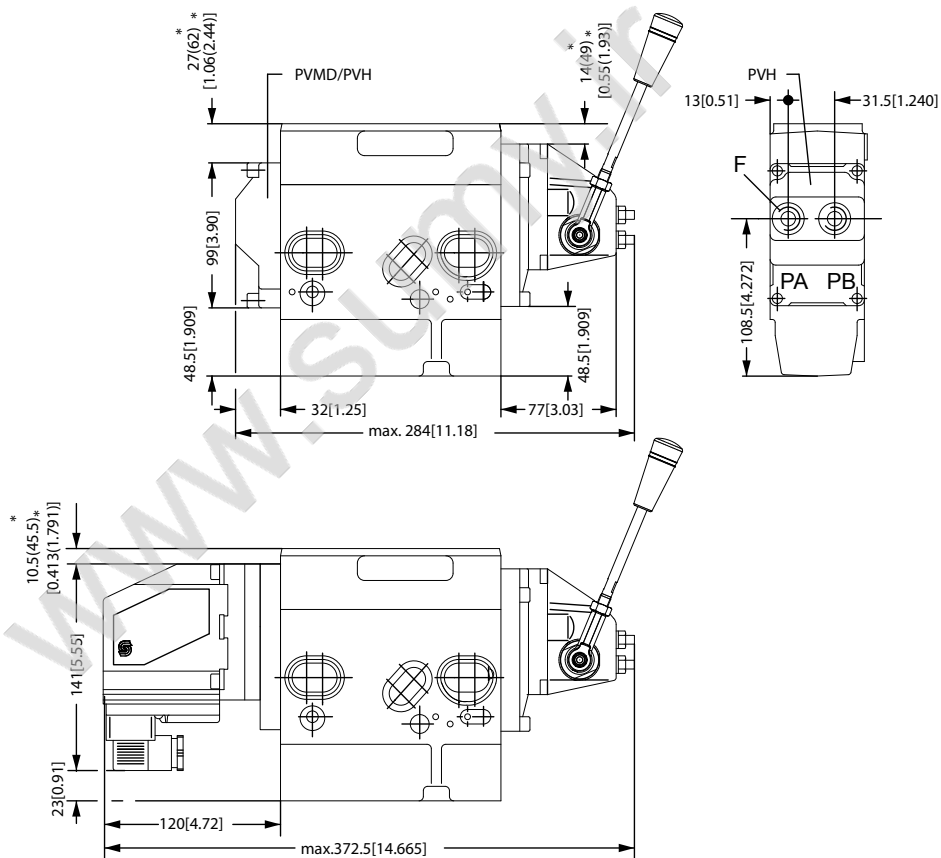 27(62)*
[1.06(2.44)]*
PVMD/PVH
14(49)*
[0.55(1.93)]*
PVH
13[0.51]
31.5[1.240]
F
99[3.90]
PA PB
108.5[4.272]
48.5[1.909]
48.5[1.909]
32[1.25]
77[3.03]
max. 284[11.18]
10.5(45.5)*
[0.413(1.791)]*
141[5.55]
23[0.91]
120[4.72]
max.372.5[14.665]
www.sumy.ir